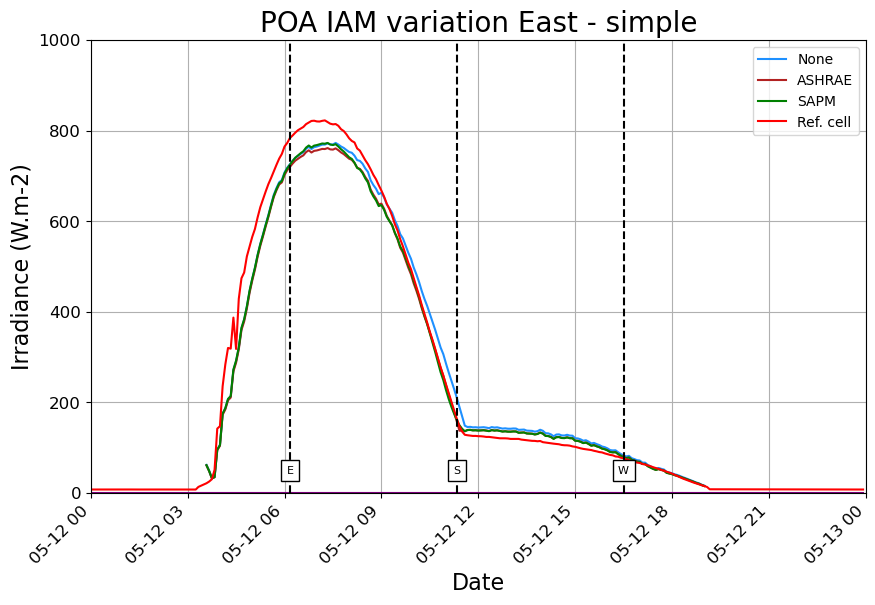 POA IAM variation East - simple
1000
800
600
400
200
0
Irradiance (W.m-2)
None
ASHRAE
SAPM
Ref. cell
E
S
W
05-12 00
05-12 03
05-12 06
05-12 09
05-12 12
05-12 15
05-12 18
05-12 21
05-13 00
Date